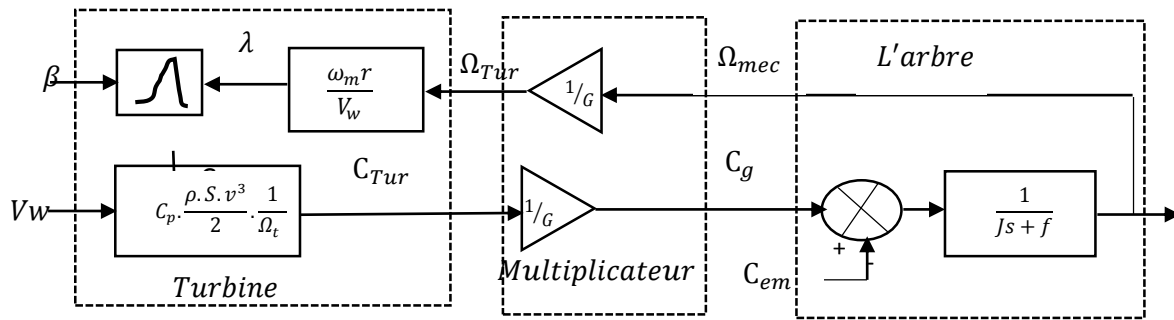 λ
Ω_Tur
Ω_mec
L'arbre
β
ω_m r / V_w
1/G
C_Tur
C_g
Vw
C_p . ρ.S.v³ / 2 . 1 / Ω_t
1/G
1 / Js + f
+
-
C_em
Turbine
Multiplicateur